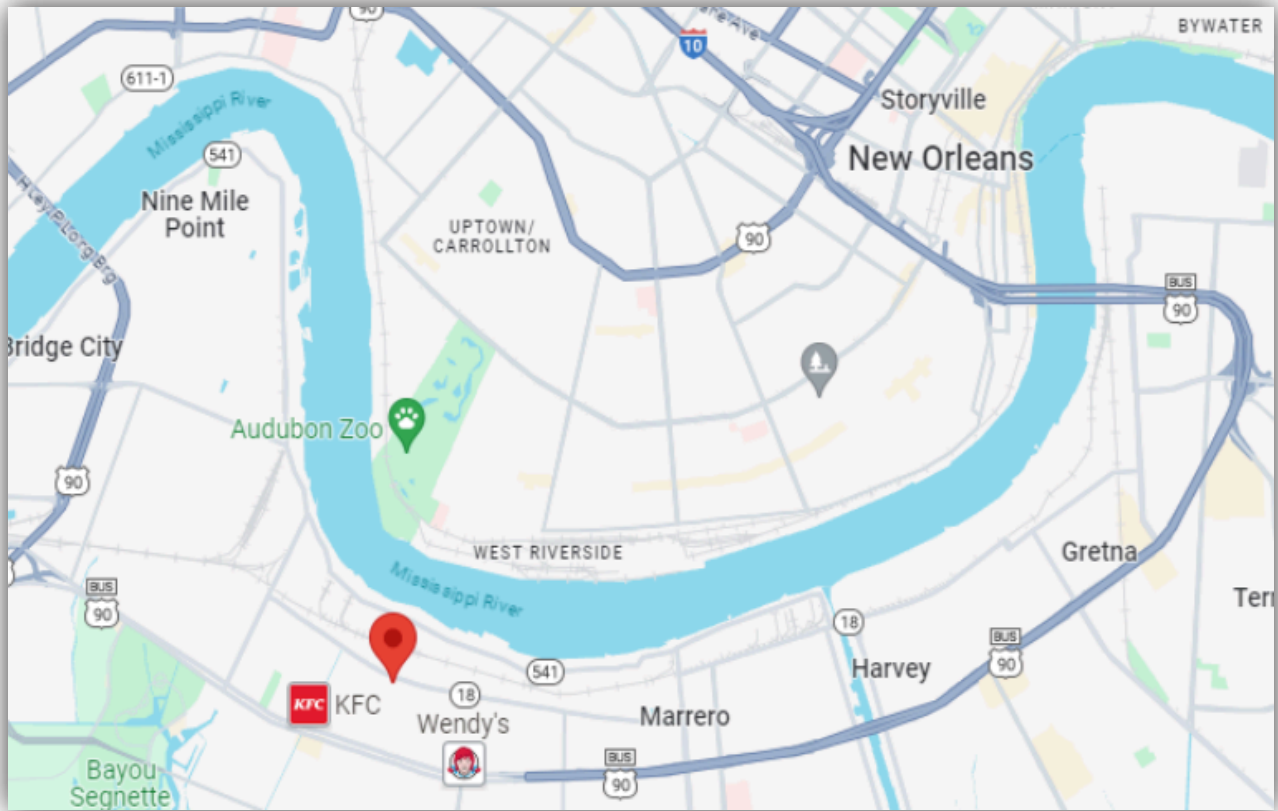 90
BYWATER
10
611-1
Storyville
Mississippi River
541
New Orleans
Nine Mile
Point
UPTOWN/
CARROLLTON
90
BUS
90
Bridge City
Audubon Zoo
90
WEST RIVERSIDE
Gretna
Mississippi River
BUS
90
18
BUS
90
Harvey
541
KFC
KFC
18
Wendy's
Marrero
BUS
90
Bayou
Segnette